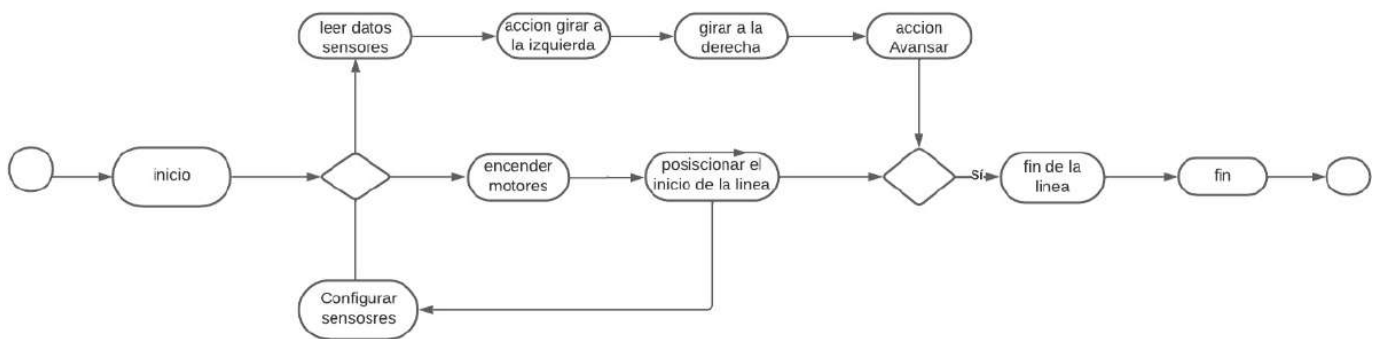 leer datos
sensores
accion girar a
la izquierda
girar a la
derecha
accion
Avansar
inicio
encender
motores
posiscionar el
inicio de la linea
sí
fin de la
linea
fin
Configurar
sensosres